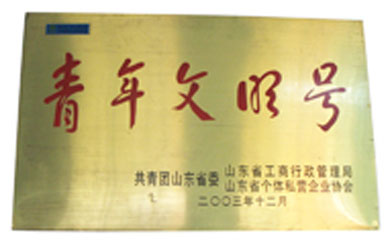 青年文明号
共青团山东省委
山东省工商行政管理局
山东省个体私营企业协会
二〇〇三年十二月